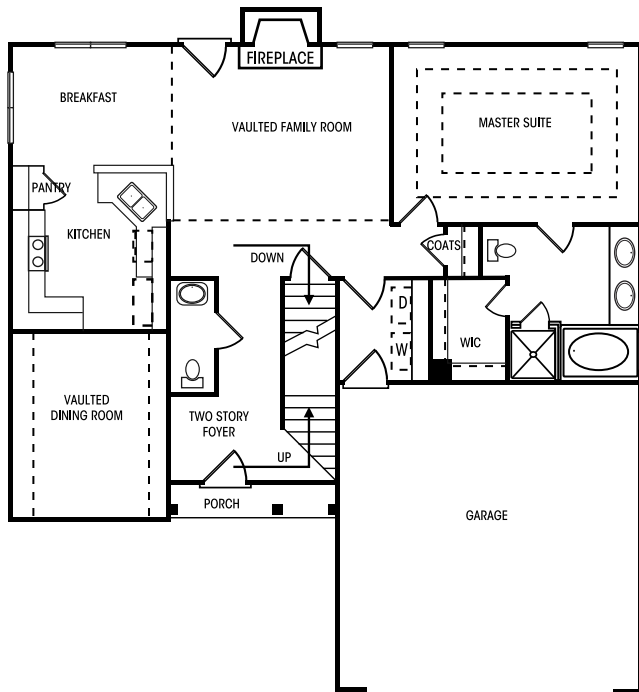 FIREPLACE
BREAKFAST
VAULTED FAMILY ROOM
MASTER SUITE
PANTRY
KITCHEN
COATS
DOWN
D
W
WIC
VAULTED
DINING ROOM
TWO STORY
FOYER
UP
PORCH
GARAGE